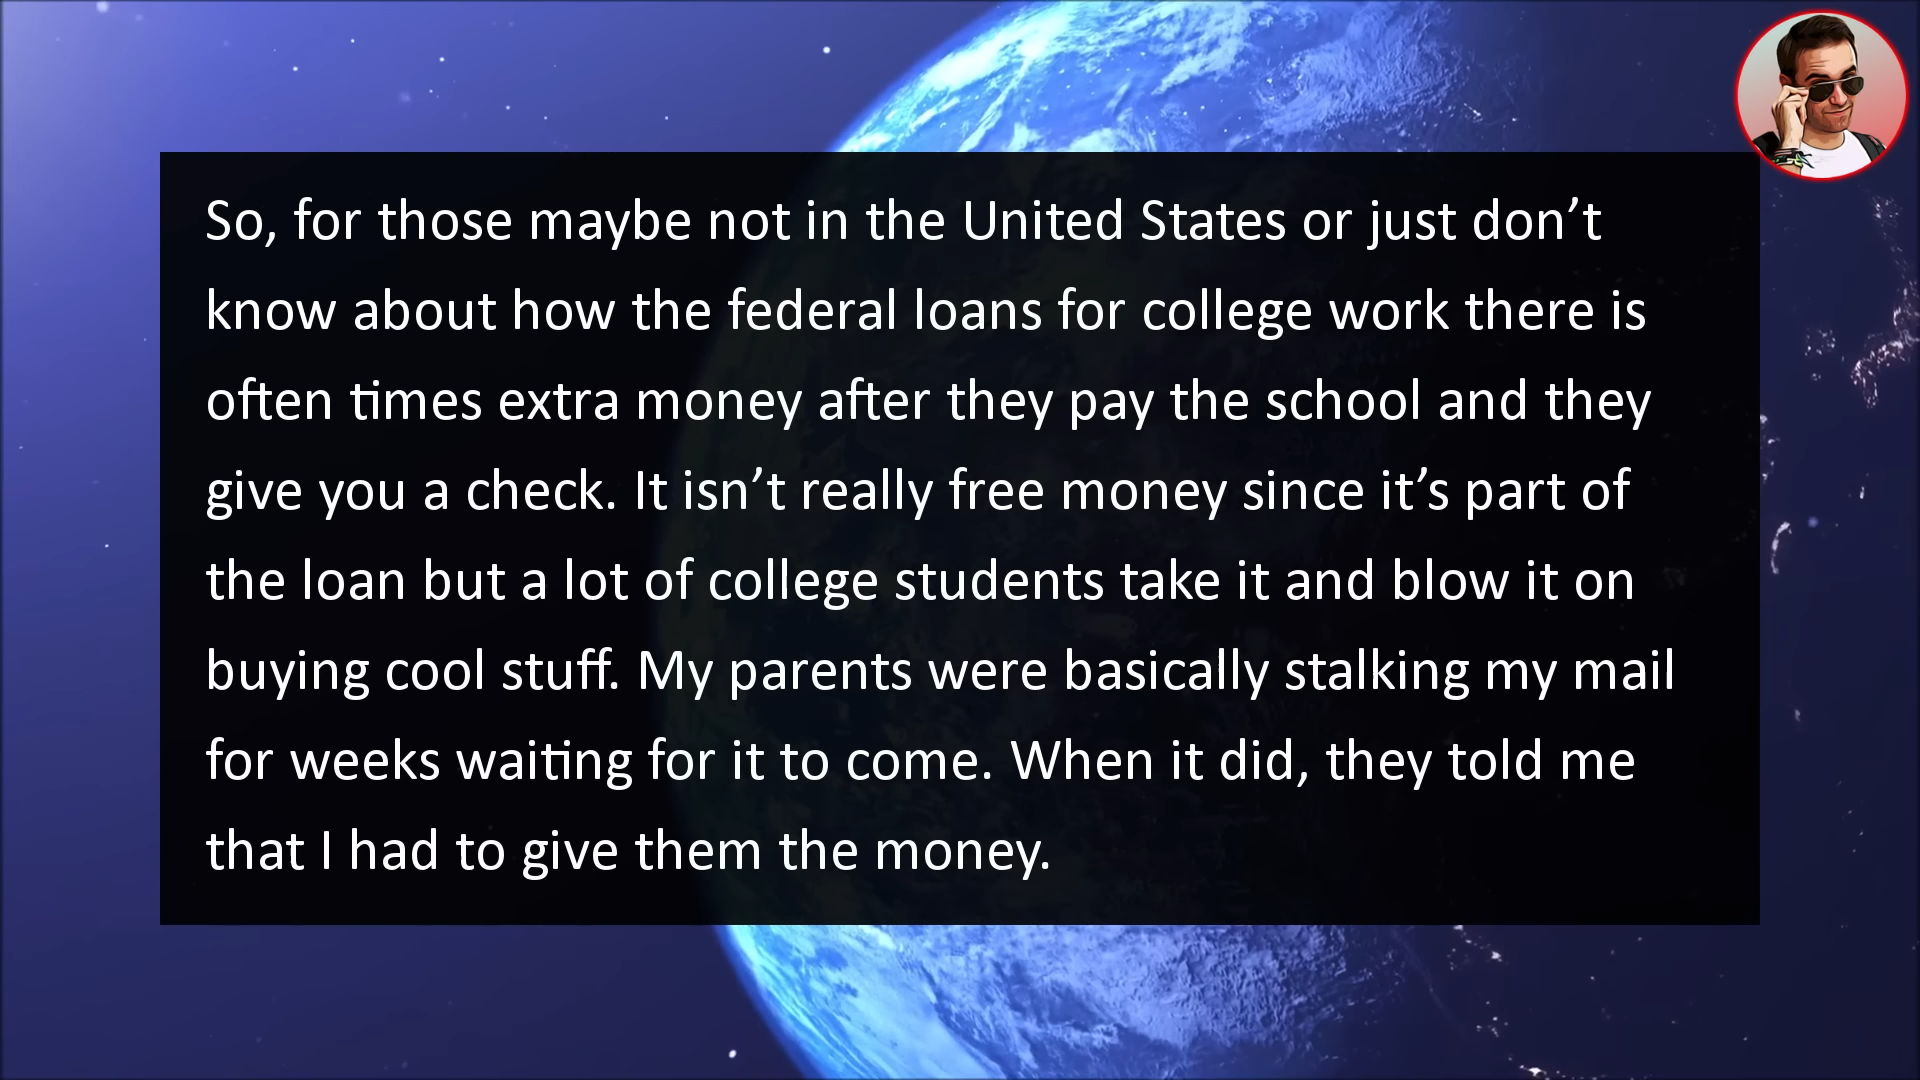 So, for those maybe not in the United States or just don’t
know about how the federal loans for college work there is
often times extra money after they pay the school and they
give you a check. It isn’t really free money since it’s part of
the loan but a lot of college students take it and blow it on
buying cool stuff. My parents were basically stalking my mail
for weeks waiting for it to come. When it did, they told me
that I had to give them the money.